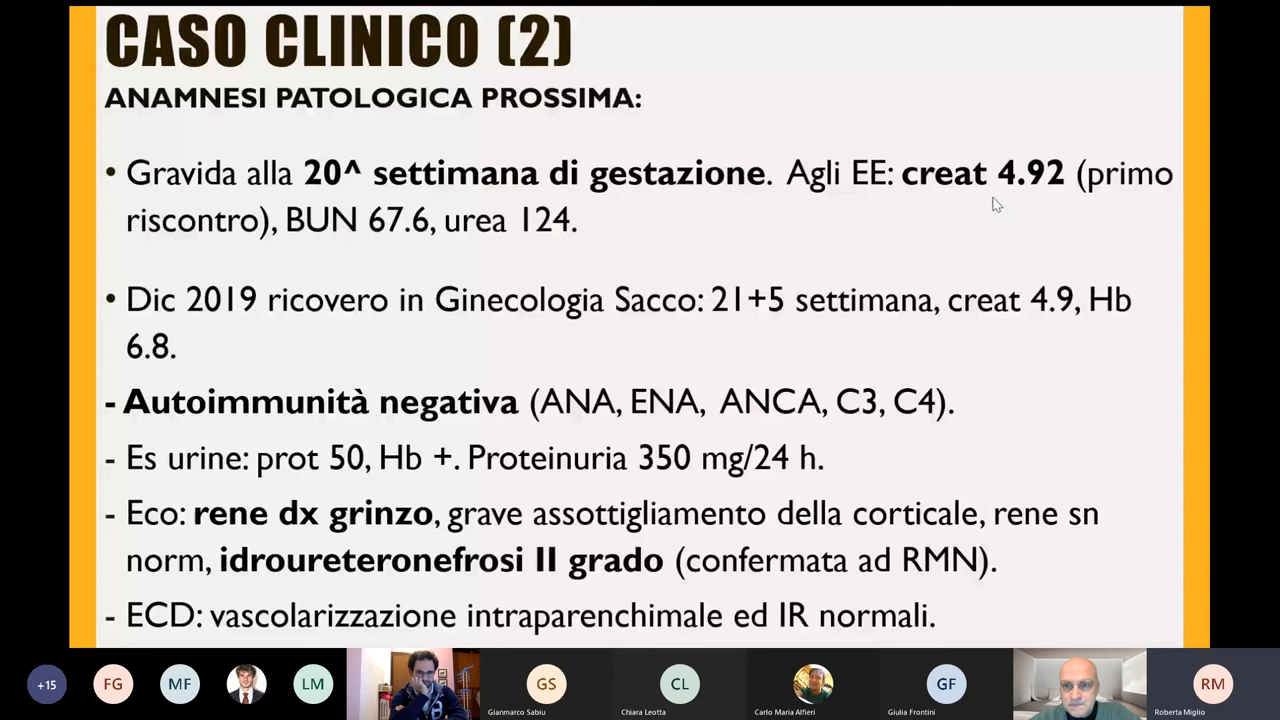 CASO CLINICO (2)
ANAMNESI PATOLOGICA PROSSIMA:
• Gravida alla 20^ settimana di gestazione. Agli EE: creat 4.92 (primo
riscontro), BUN 67.6, urea 124.
• Dic 2019 ricovero in Ginecologia Sacco: 21+5 settimana, creat 4.9, Hb
6.8.
- Autoimmunità negativa (ANA, ENA, ANCA, C3, C4).
- Es urine: prot 50, Hb +. Proteinuria 350 mg/24 h.
- Eco: rene dx grinzo, grave assottigliamento della corticale, rene sn
norm, idroureteronefrosi II grado (confermata ad RMN).
- ECD: vascolarizzazione intraparenchimale ed IR normali.
+15 FG MF LM GS CL GF RM
Gianmarco Sabiu Chiara Leotta Carlo Maria Alfieri Giulia Frontini Roberta Miglio